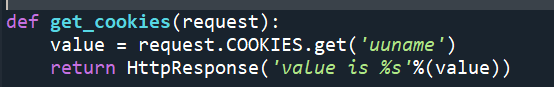 def get_cookies(request):
    value = request.COOKIES.get('uuname')
    return HttpResponse('value is %s'%(value))